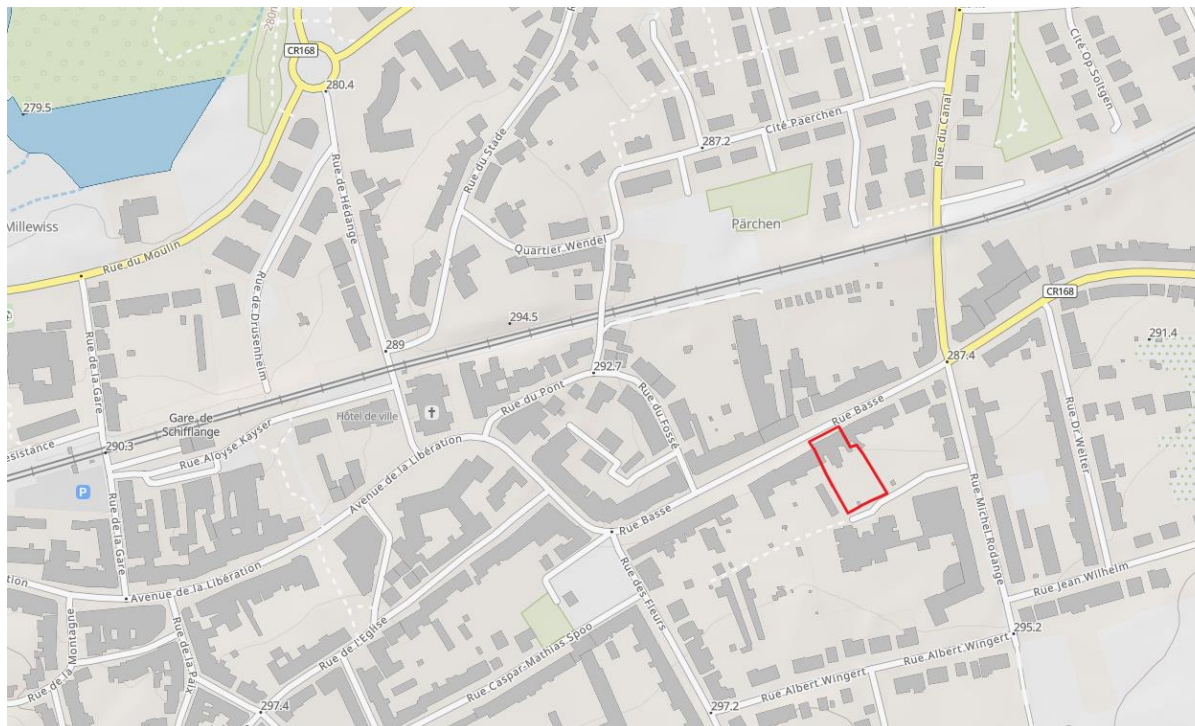 CR168
280.4
279.5
Rue du Stade
Rue de Hédange
287.2
Cité Paerchen
Rue du Canal
Cité Op Soltgen
Millewiss
Rue du Moulin
Pärchen
Quartier Wendel
Rue de Drusenheim
CR168
294.5
289
291.4
287.4
Rue de la Gare
292.7
Rue du Pont
Rue du Fossé
Hôtel de ville
Gare de
Schifflange
Rue Basse
Rue Dr Welter
290.3
Rue Aloyse Kayser
Avenue de la Libération
P
Rue de la Gare
Rue Michel Rodange
Rue Basse
Rue des Fleurs
Rue Jean Wilhelm
Avenue de la Libération
Rue de la Montagne
Rue de la Paix
Rue de l'Eglise
Rue Caspar-Mathias Spoo
295.2
Rue Albert Wingert
Rue Albert Wingert
297.4
297.2